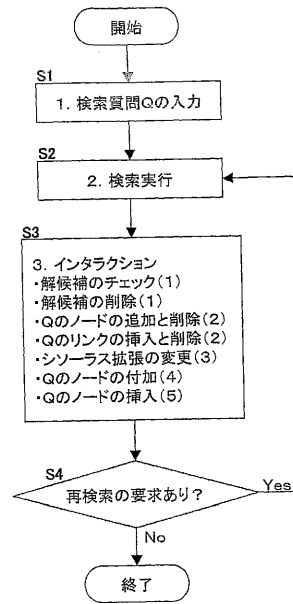 開始
S1
1. 検索質問Qの入力
S2
2. 検索実行
S3
3. インタラクション
・解候補のチェック(1)
・解候補の削除(1)
・Qのノードの追加と削除(2)
・Qのリンクの挿入と削除(2)
・シソーラス拡張の変更(3)
・Qのノードの付加(4)
・Qのノードの挿入(5)
S4
再検索の要求あり?
Yes
No
終了